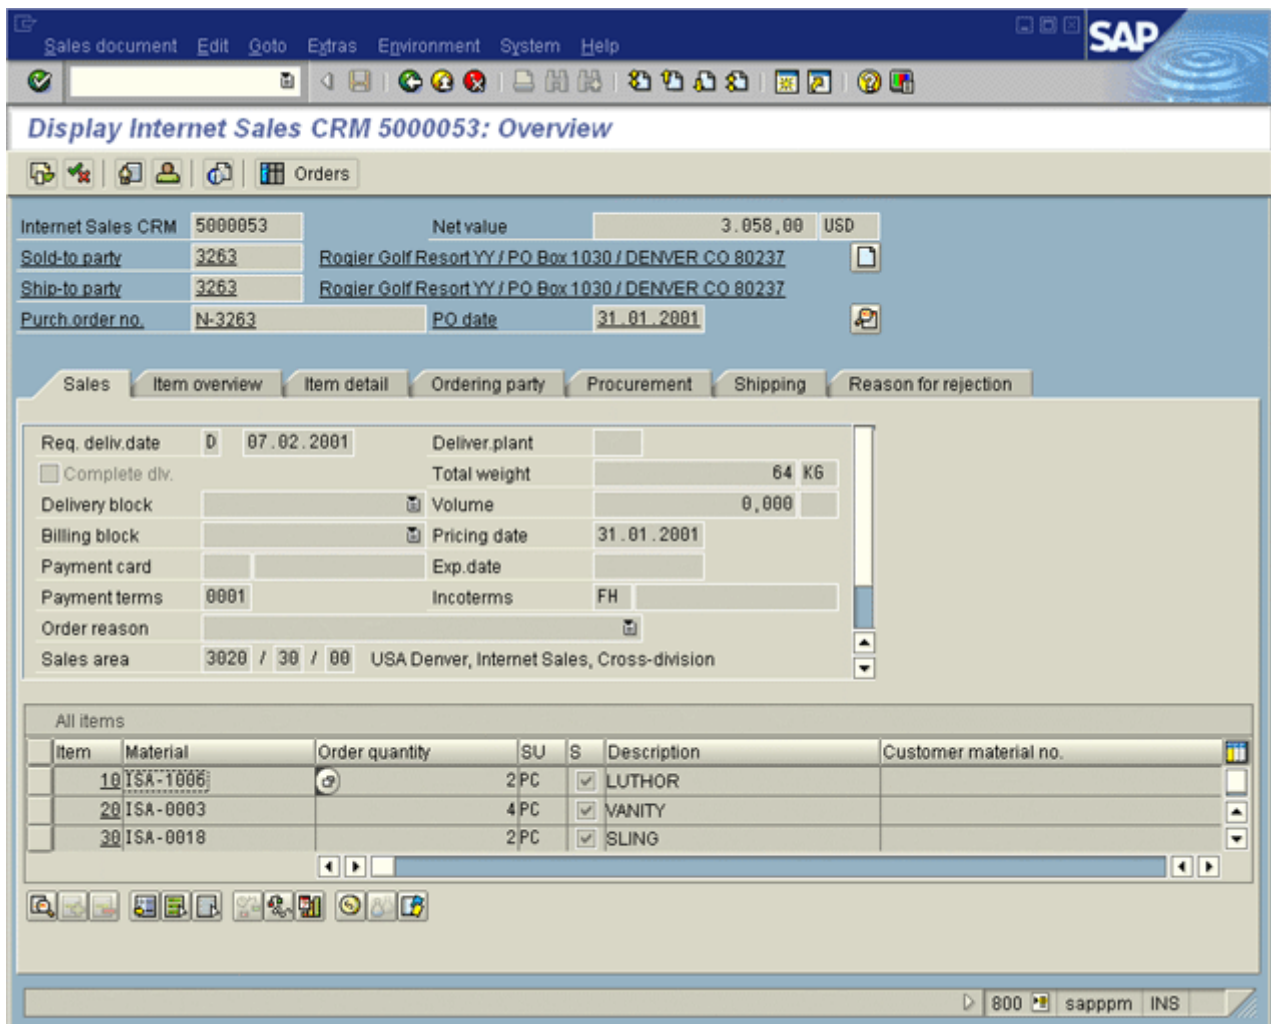 Sales document Edit Goto Extras Environment System Help
SAP
Display Internet Sales CRM 5000053: Overview
Orders
Internet Sales CRM 5000053 Net value 3.058,00 USD
Sold-to party 3263 Rogier Golf Resort YY / PO Box 1030 / DENVER CO 80237
Ship-to party 3263 Rogier Golf Resort YY / PO Box 1030 / DENVER CO 80237
Purch.order no. N-3263 PO date 31.01.2001
Sales Item overview Item detail Ordering party Procurement Shipping Reason for rejection
Req. deliv.date D 07.02.2001 Deliver.plant
Complete dlv. Total weight 64 KG
Delivery block Volume 0,000
Billing block Pricing date 31.01.2001
Payment card Exp.date
Payment terms 0001 Incoterms FH
Order reason
Sales area 3020 / 30 / 00 USA Denver, Internet Sales, Cross-division
All items
Item Material Order quantity SU S Description Customer material no.
10 ISA-1006 2 PC LUTHOR
20 ISA-0003 4 PC VANITY
30 ISA-0018 2 PC SLING
800 sapppm INS